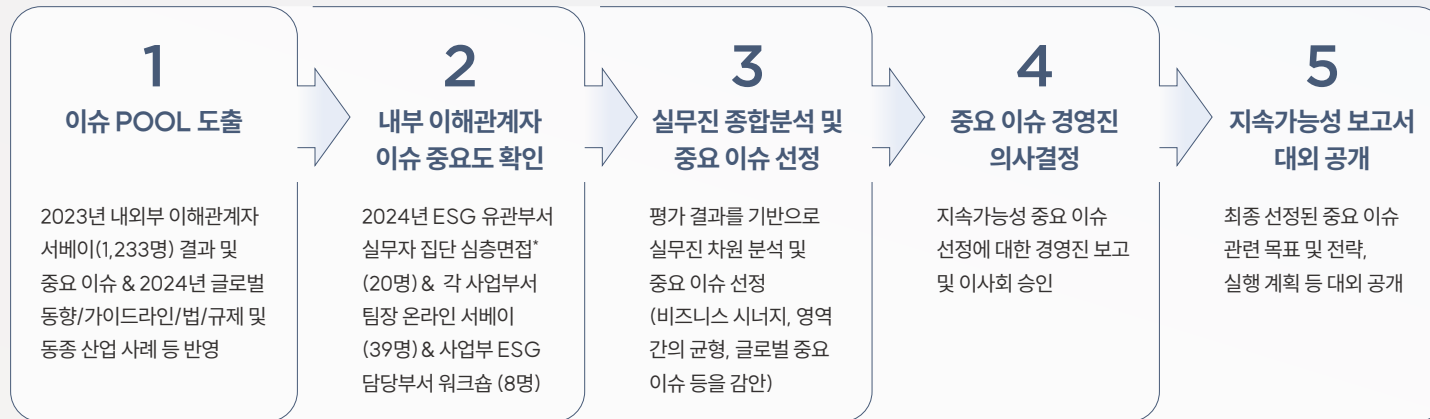 1
이슈 POOL 도출
2023년 내외부 이해관계자
서베이(1,233명) 결과 및
중요 이슈 & 2024년 글로벌
동향/가이드라인/법/규제 및
동종 산업 사례 등 반영
2
내부 이해관계자
이슈 중요도 확인
2024년 ESG 유관부서
실무자 집단 심층면접*
(20명) & 각 사업부서
팀장 온라인 서베이
(39명) & 사업부 ESG
담당부서 워크숍 (8명)
3
실무진 종합분석 및
중요 이슈 선정
평가 결과를 기반으로
실무진 차원 분석 및
중요 이슈 선정
(비즈니스 시너지, 영역
간의 균형, 글로벌 중요
이슈 등을 감안)
4
중요 이슈 경영진
의사결정
지속가능성 중요 이슈
선정에 대한 경영진 보고
및 이사회 승인
5
지속가능성 보고서
대외 공개
최종 선정된 중요 이슈
관련 목표 및 전략,
실행 계획 등 대외 공개